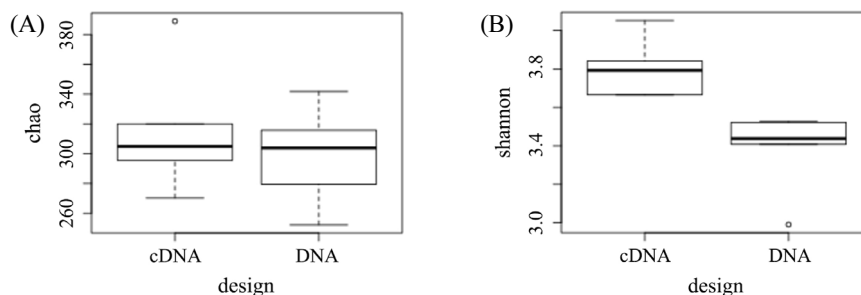 (A)
chao
380
340
300
260
cDNA DNA
design
(B)
shannon
3.8
3.4
3.0
cDNA DNA
design